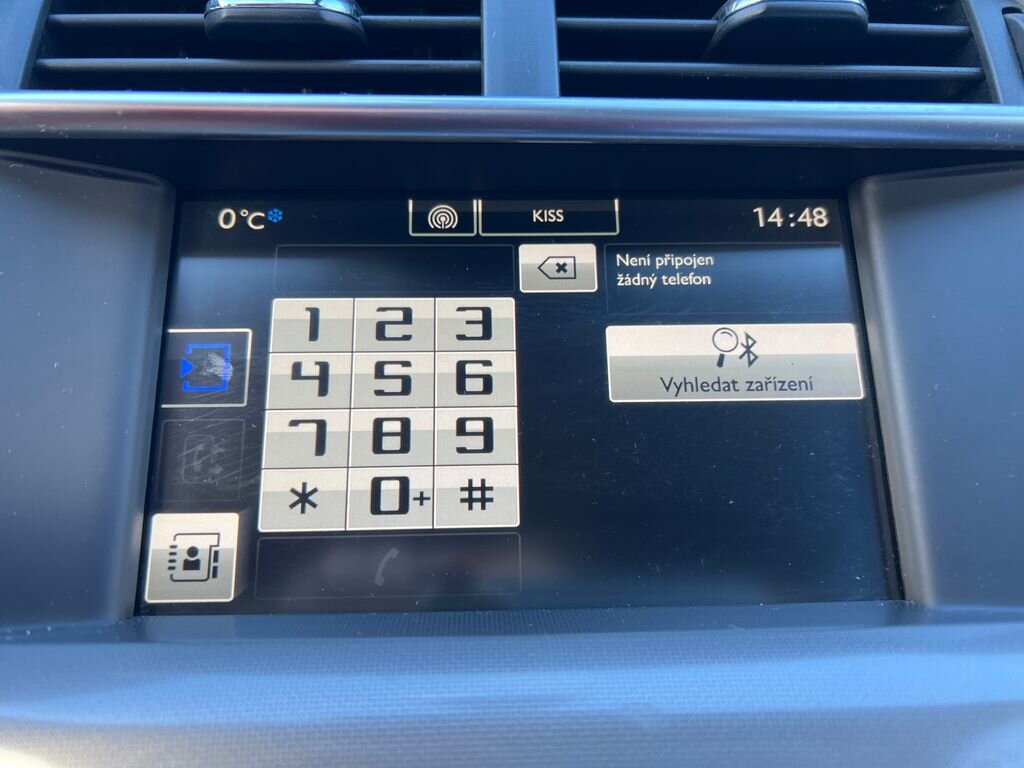 0°C
KISS
14:48
Není připojen
žádný telefon
1 2 3
4 5 6
7 8 9
* 0+ #
Vyhledat zařízení